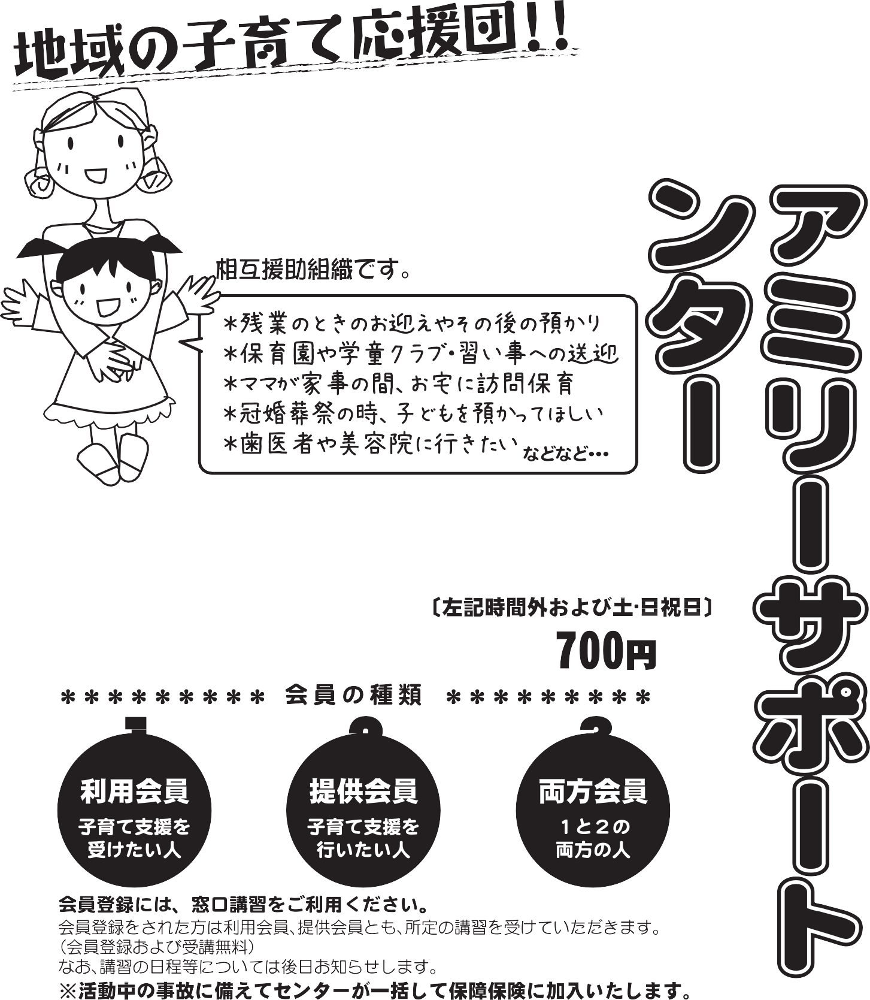 地域の子育て応援団！！
アミリーサポート
ンター
相互援助組織です。
＊残業のときのお迎えやその後の預かり
＊保育園や学童クラブ・習い事への送迎
＊ママが家事の間、お宅に訪問保育
＊冠婚葬祭の時、子どもを預かってほしい
＊歯医者や美容院に行きたい などなど…
〔左記時間外および土・日祝日〕
700円
＊＊＊＊＊＊＊＊＊ 会員の種類 ＊＊＊＊＊＊＊＊＊
1
利用会員
子育て支援を
受けたい人
2
提供会員
子育て支援を
行いたい人
3
両方会員
１と２の
両方の人
会員登録には、窓口講習をご利用ください。
会員登録をされた方は利用会員、提供会員とも、所定の講習を受けていただきます。
（会員登録および受講無料）
なお、講習の日程等については後日お知らせします。
※活動中の事故に備えてセンターが一括して保障保険に加入いたします。